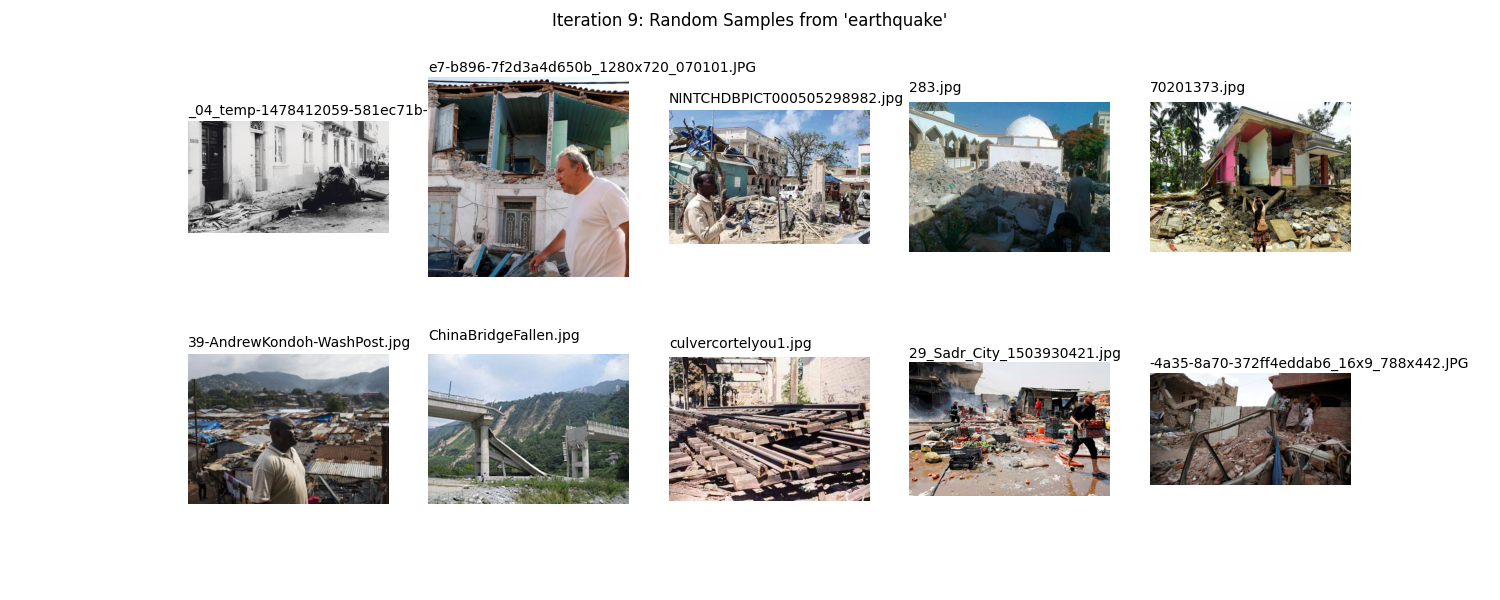 Iteration 9: Random Samples from 'earthquake'
_04_temp-1478412059-581ec71b-
e7-b896-7f2d3a4d650b_1280x720_070101.JPG
NINTCHDBPICT000505298982.jpg
283.jpg
70201373.jpg
39-AndrewKondoh-WashPost.jpg
ChinaBridgeFallen.jpg
culvercortelyou1.jpg
29_Sadr_City_1503930421.jpg
-4a35-8a70-372ff4eddab6_16x9_788x442.JPG